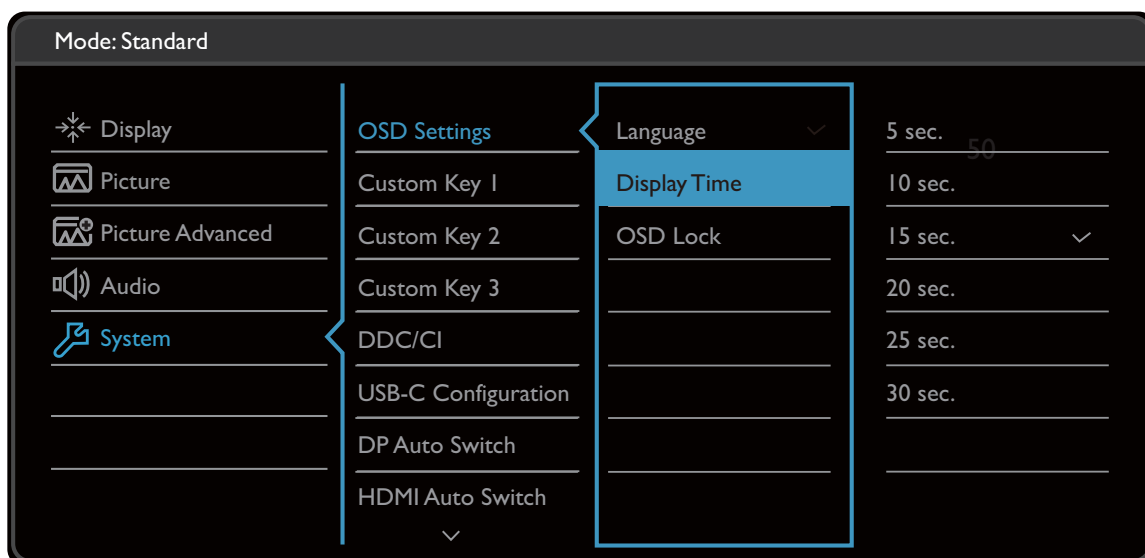 Mode: Standard
Display
Picture
Picture Advanced
Audio
System
OSD Settings
Custom Key 1
Custom Key 2
Custom Key 3
DDC/CI
USB-C Configuration
DP Auto Switch
HDMI Auto Switch
Language
Display Time
OSD Lock
5 sec.
50
10 sec.
15 sec.
20 sec.
25 sec.
30 sec.